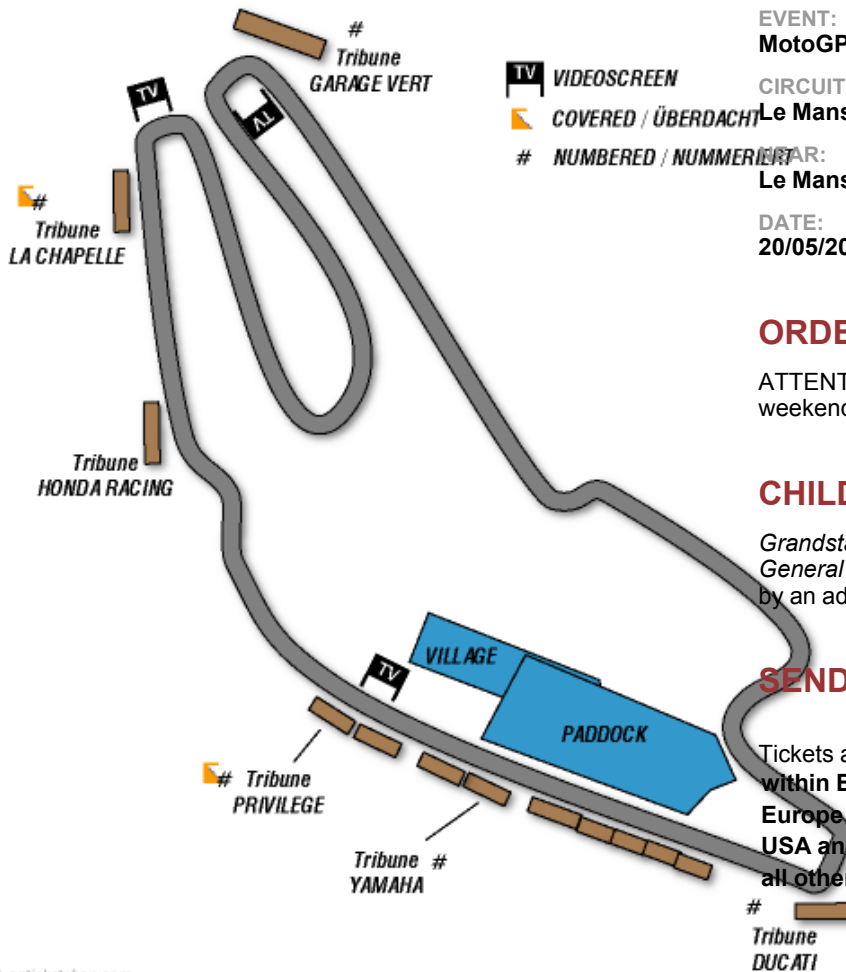 #
Tribune
GARAGE VERT
TV
TV
TV VIDEOSCREEN
COVERED / ÜBERDACHT
# NUMBERED / NUMMERIERT
#
Tribune
LA CHAPELLE
Tribune
HONDA RACING
TV
VILLAGE
PADDOCK
# Tribune
PRIVILEGE
Tribune #
YAMAHA
#
Tribune
DUCATI
EVENT:
MotoGP
CIRCUIT
Le Mans
NEAR:
Le Mans
DATE:
20/05/20
ORDE
ATTENT
weekend
CHILD
Grandsta
General
by an ad
SEND
Tickets a
within E
Europe
USA an
all other